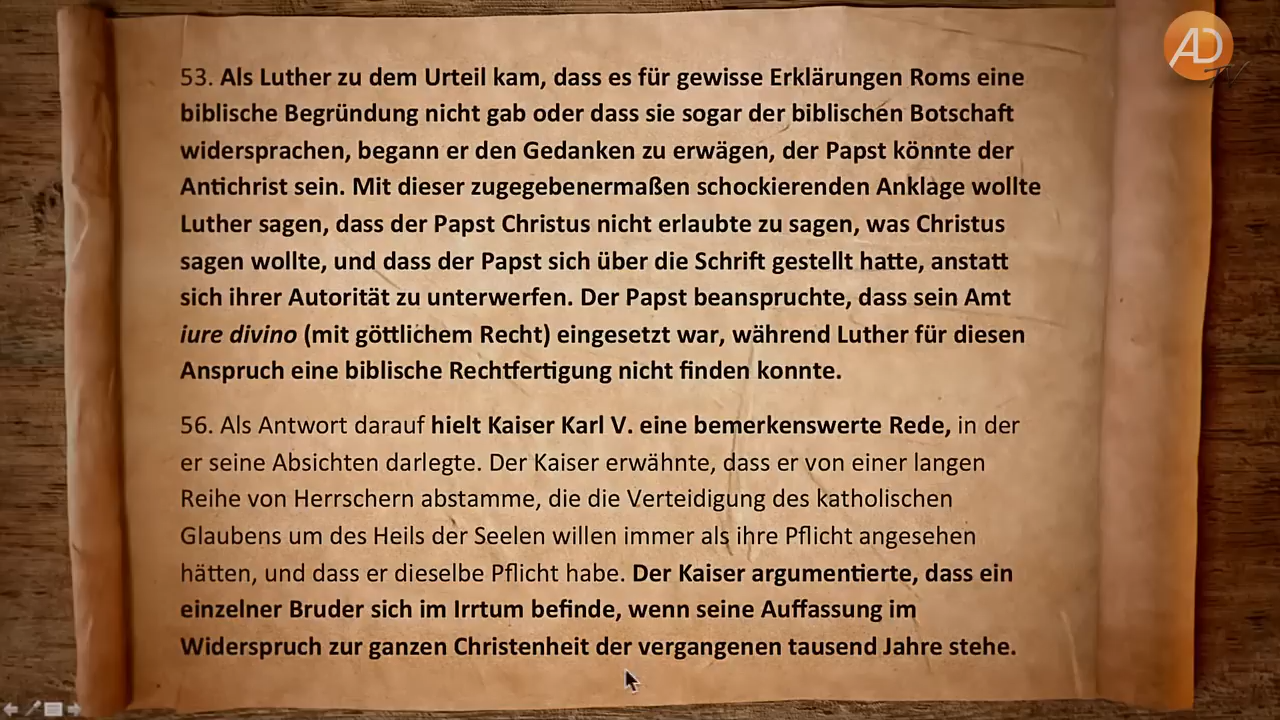 AD
TV
53. Als Luther zu dem Urteil kam, dass es für gewisse Erklärungen Roms eine
biblische Begründung nicht gab oder dass sie sogar der biblischen Botschaft
widersprachen, begann er den Gedanken zu erwägen, der Papst könnte der
Antichrist sein. Mit dieser zugegebenermaßen schockierenden Anklage wollte
Luther sagen, dass der Papst Christus nicht erlaubte zu sagen, was Christus
sagen wollte, und dass der Papst sich über die Schrift gestellt hatte, anstatt
sich ihrer Autorität zu unterwerfen. Der Papst beanspruchte, dass sein Amt
iure divino (mit göttlichem Recht) eingesetzt war, während Luther für diesen
Anspruch eine biblische Rechtfertigung nicht finden konnte.
56. Als Antwort darauf hielt Kaiser Karl V. eine bemerkenswerte Rede, in der
er seine Absichten darlegte. Der Kaiser erwähnte, dass er von einer langen
Reihe von Herrschern abstamme, die die Verteidigung des katholischen
Glaubens um des Heils der Seelen willen immer als ihre Pflicht angesehen
hätten, und dass er dieselbe Pflicht habe. Der Kaiser argumentierte, dass ein
einzelner Bruder sich im Irrtum befinde, wenn seine Auffassung im
Widerspruch zur ganzen Christenheit der vergangenen tausend Jahre stehe.